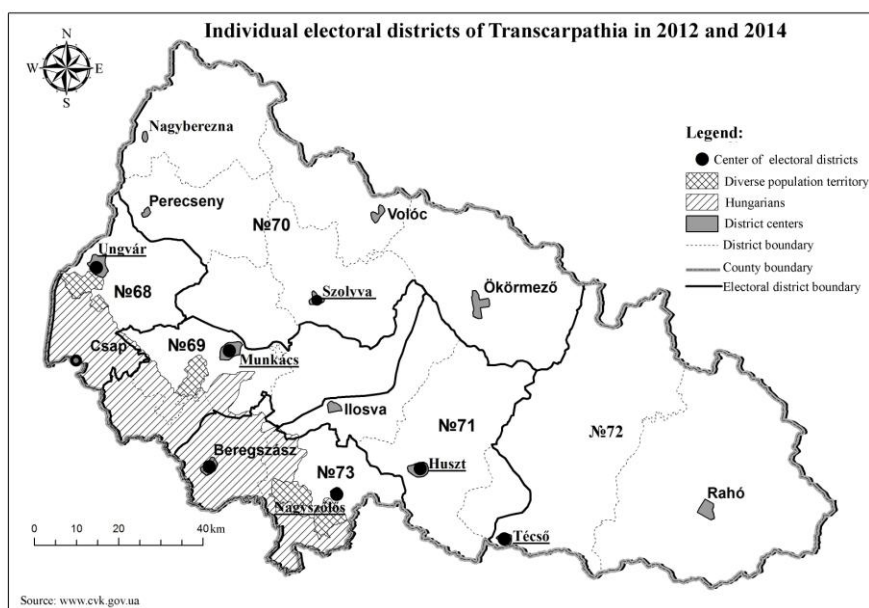 Individual electoral districts of Transcarpathia in 2012 and 2014
N
W E
S
Nagyberezna
Legend:
Center of electoral districts
Diverse population territory
Hungarians
District centers
District boundary
County boundary
Electoral district boundary
Perecseny
Volóc
№70
Ungvár
№68
Szolyva
Ökörmező
Csap
№69
Munkács
Ilosva
№71
№72
Beregszász
№73
Huszt
Nagyszőlős
Rahó
Técső
0 10 20 40 km
Source: www.cvk.gov.ua